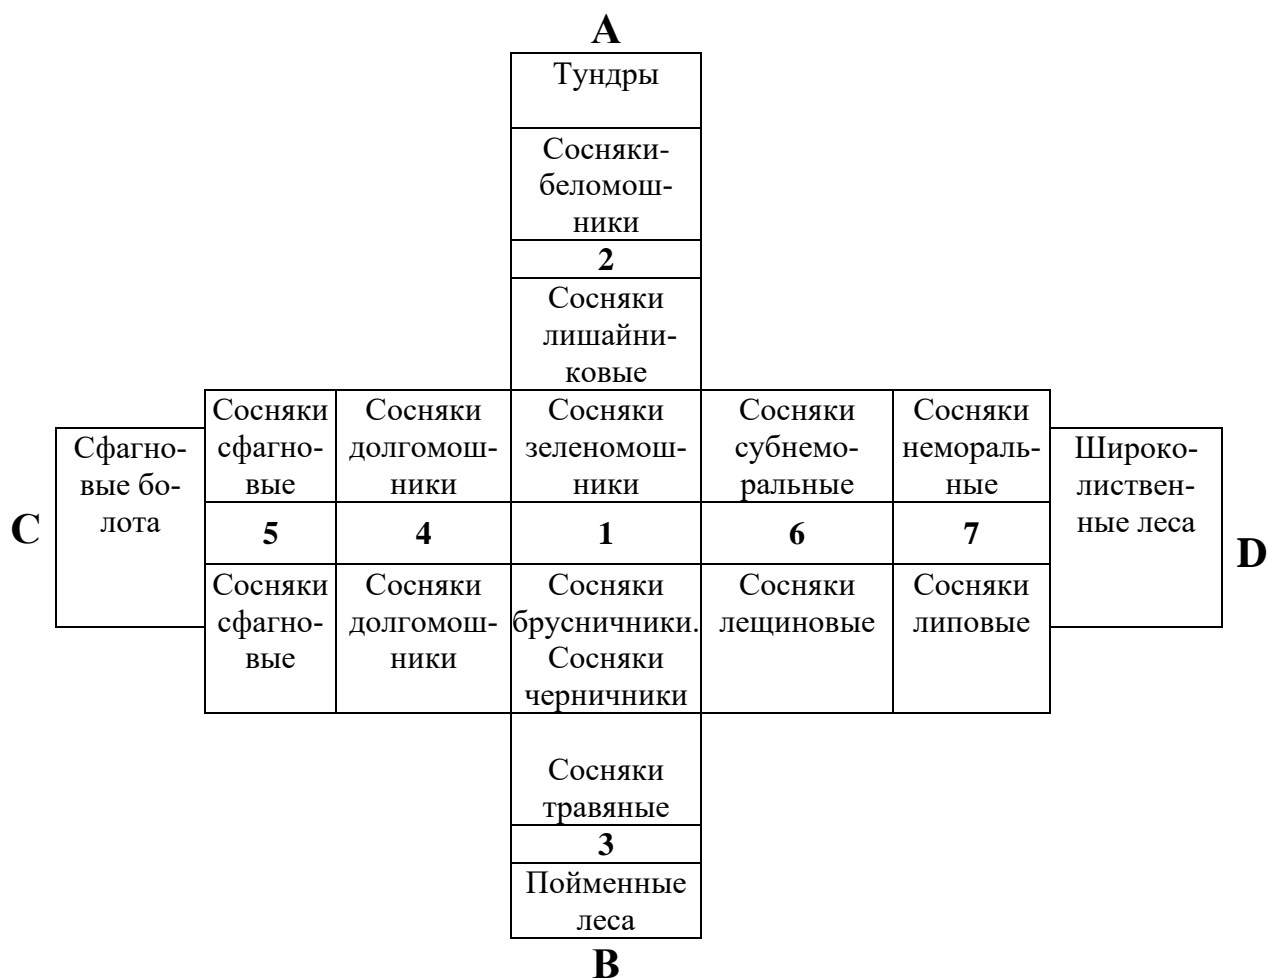 A
Тундры
Сосняки-
беломош-
ники
2
Сосняки
лишайни-
ковые
Сфагно-
вые бо-
лота
C
Сосняки
сфагно-
вые
Сосняки
долгомош-
ники
Сосняки
зеленомош-
ники
Сосняки
субнемо-
ральные
Сосняки
немораль-
ные
Широко-
листвен-
ные леса
D
5
4
1
6
7
Сосняки
сфагно-
вые
Сосняки
долгомош-
ники
Сосняки
брусничники.
Сосняки
черничники
Сосняки
лещиновые
Сосняки
липовые
Сосняки
травяные
3
Пойменные
леса
B